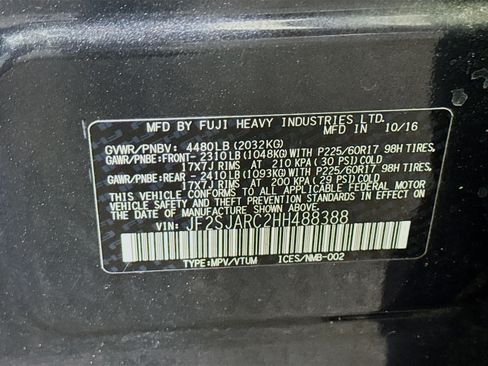 MFD BY FUJI HEAVY INDUSTRIES LTD. 10/16
GVWR/PNBV: 4480LB (2032KG)
GAWR/PNBE:FRONT- 2310LB(1048KG)WITH P225/60R17 98H TIRES,
17X7J RIMS AT 210 KPA (30 PSI)COLD
GAWR/PNBE:REAR- 2410LB(1093KG)WITH P225/60R17 98H TIRES,
17X7J RIMS AT 200 KPA (29 PSI)COLD
THIS VEHICLE CONFORMS TO ALL APPLICABLE FEDERAL
MOTOR VEHICLE SAFETY, BUMPER, AND THEFT PREVENTION
STANDARDS IN EFFECT ON THE DATE OF MANUFACTURE SHOWN ABOVE.
VIN: JF2SJARC2HH488388
TYPE:MPV/VTUM ICES/NMB-002